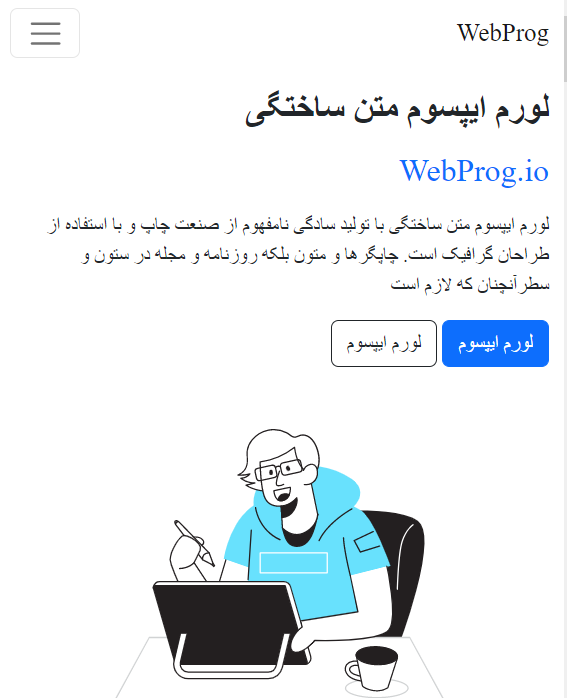 WebProg
لورم ایپسوم متن ساختگی
WebProg.io
لورم ایپسوم متن ساختگی با تولید سادگی نامفهوم از صنعت چاپ و با استفاده از
طراحان گرافیک است. چاپگرها و متون بلکه روزنامه و مجله در ستون و
سطرآنچنان که لازم است
لورم ایپسوم
لورم ایپسوم